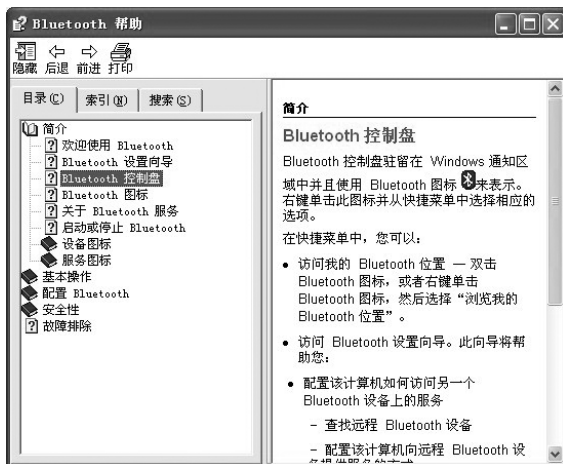 Bluetooth 帮助
隐藏 后退 前进 打印
目录(C) 索引(N) 搜索(S)
简介
欢迎使用 Bluetooth
Bluetooth 设置向导
Bluetooth 控制盘
Bluetooth 图标
关于 Bluetooth 服务
启动或停止 Bluetooth
设备图标
服务图标
基本操作
配置 Bluetooth
安全性
故障排除
简介
Bluetooth 控制盘
Bluetooth 控制盘驻留在 Windows 通知区
域中并且使用 Bluetooth 图标 来表示。
右键单击此图标并从快捷菜单中选择相应的
选项。
在快捷菜单中，您可以：
• 访问我的 Bluetooth 位置 — 双击
Bluetooth 图标，或者右键单击
Bluetooth 图标，然后选择“浏览我的
Bluetooth 位置”。
• 访问 Bluetooth 设置向导。此向导将帮
助您：
• 配置该计算机如何访问另一个
Bluetooth 设备上的服务
– 查找远程 Bluetooth 设备
– 配置该计算机向远程 Bluetooth 设